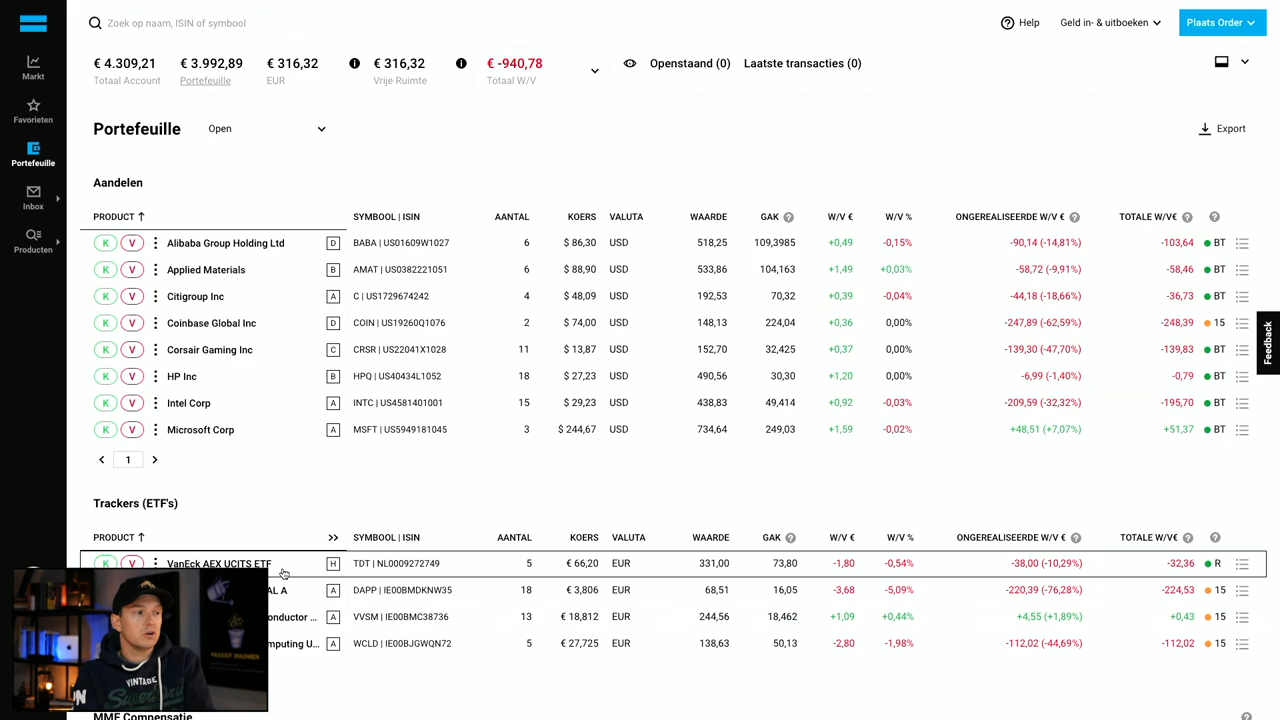 Zoek op naam, ISIN of symbool
Help
Geld in- & uitboeken
Plaats Order
€ 4.309,21
Totaal Account
€ 3.992,89
Portefeuille
€ 316,32
EUR
€ 316,32
Vrije Ruimte
€ -940,78
Totaal W/V
Openstaand (0)
Laatste transacties (0)
Markt
Favorieten
Portefeuille
Inbox
Producten
Portefeuille
Open
Export
Aandelen
PRODUCT SYMBOOL | ISIN AANTAL KOERS VALUTA WAARDE GAK W/V € W/V % ONGEREALISEERDE W/V € TOTALE W/V€
K V Alibaba Group Holding Ltd D BABA | US01609W1027 6 $ 86,30 USD 518,25 109,3985 +0,49 -0,15% -90,14 (-14,81%) -103,64 BT
K V Applied Materials B AMAT | US0382221051 6 $ 88,90 USD 533,86 104,163 +1,49 +0,03% -58,72 (-9,91%) -58,46 BT
K V Citigroup Inc A C | US1729674242 4 $ 48,09 USD 192,53 70,32 +0,39 -0,04% -44,18 (-18,66%) -36,73 BT
K V Coinbase Global Inc D COIN | US19260Q1076 2 $ 74,00 USD 148,13 224,04 +0,36 0,00% -247,89 (-62,59%) -248,39 15
K V Corsair Gaming Inc C CRSR | US22041X1028 11 $ 13,87 USD 152,70 32,425 +0,37 0,00% -139,30 (-47,70%) -139,83 BT
K V HP Inc B HPQ | US40434L1052 18 $ 27,23 USD 490,56 30,30 +1,20 0,00% -6,99 (-1,40%) -0,79 BT
K V Intel Corp A INTC | US4581401001 15 $ 29,23 USD 438,83 49,414 +0,92 -0,03% -209,59 (-32,32%) -195,70 BT
K V Microsoft Corp A MSFT | US5949181045 3 $ 244,67 USD 734,64 249,03 +1,59 -0,02% +48,51 (+7,07%) +51,37 BT
1
Trackers (ETF's)
PRODUCT SYMBOOL | ISIN AANTAL KOERS VALUTA WAARDE GAK W/V € W/V % ONGEREALISEERDE W/V € TOTALE W/V€
K V VanEck AEX UCITS ETF H TDT | NL0009272749 5 € 66,20 EUR 331,00 73,80 -1,80 -0,54% -38,00 (-10,29%) -32,36 R
AL A A DAPP | IE00BMDKNW35 18 € 3,806 EUR 68,51 16,05 -3,68 -5,09% -220,39 (-76,28%) -224,53 15
onductor ... A VVSM | IE00BMC38736 13 € 18,812 EUR 244,56 18,462 +1,09 +0,44% +4,55 (+1,89%) +0,43 15
mputing U... A WCLD | IE00BJGWQN72 5 € 27,725 EUR 138,63 50,13 -2,80 -1,98% -112,02 (-44,69%) -112,02 15
MMF Compensatie
Feedback
VINTAGE